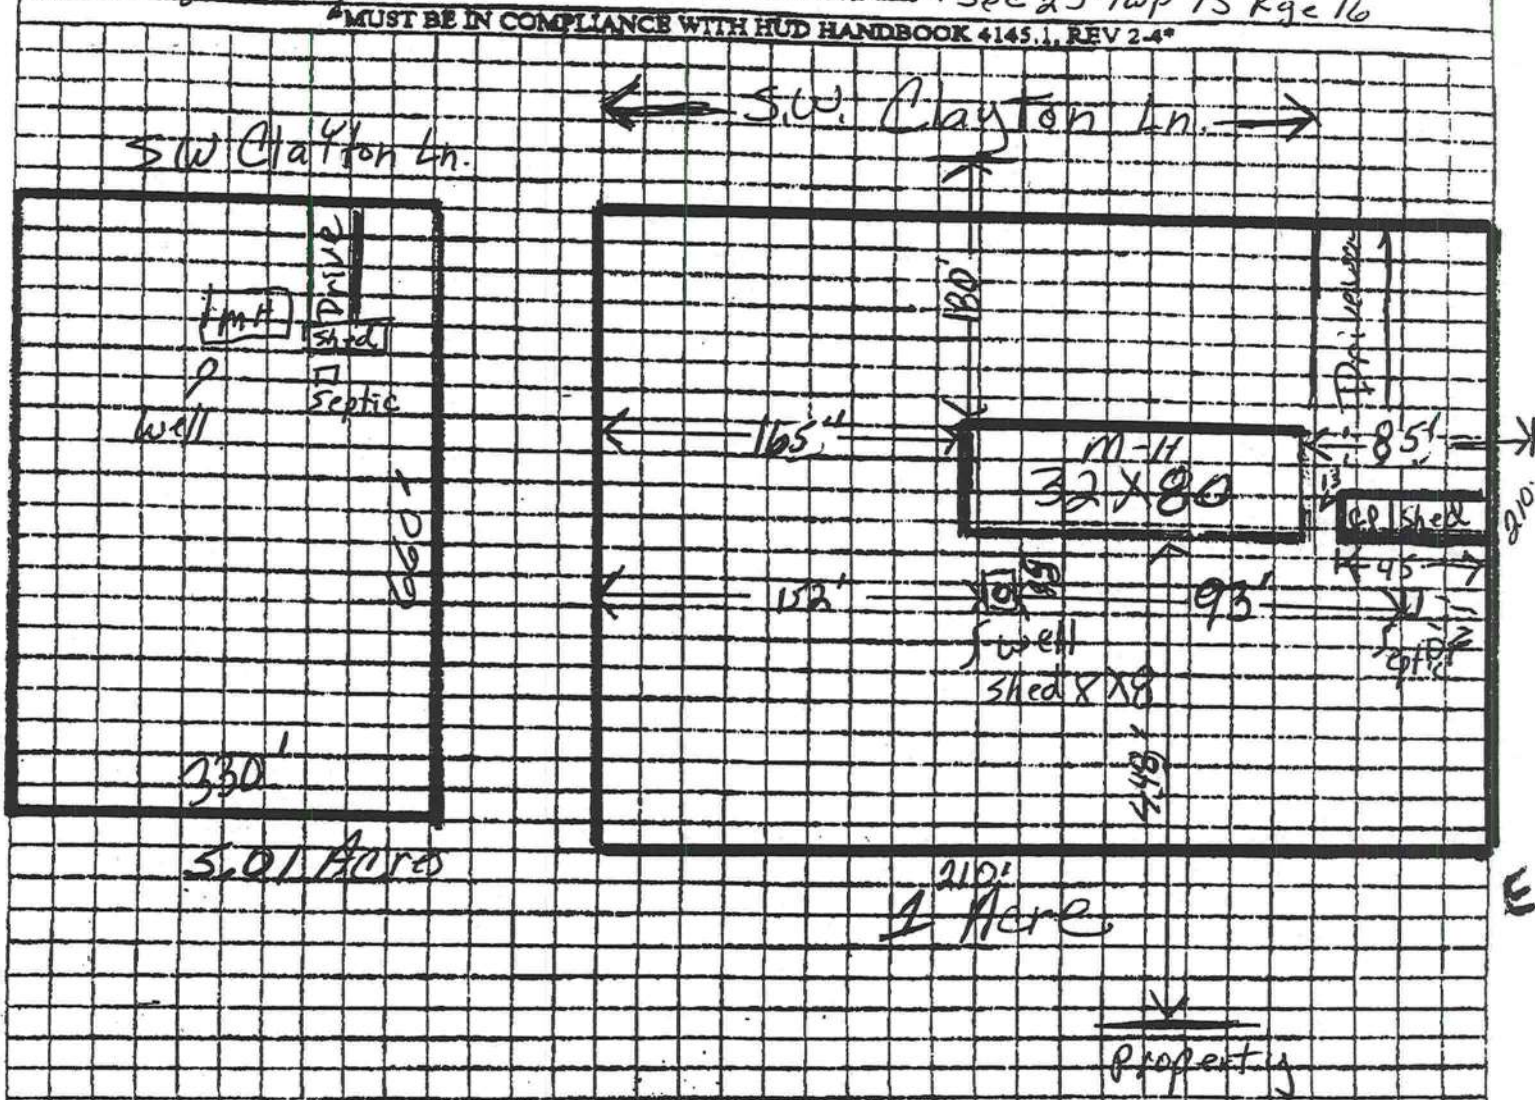 Sec 25 Twp 15 Rge 16
*MUST BE IN COMPLIANCE WITH HUD HANDBOOK 4145.1, REV 2-4*
S.W. Clayton Ln.
SW Clayton Ln.
Drive
shed
septic
well
660'
330'
5.01 Acres
180'
Driveway
165'
M-H
32 X 80
85'
13'
shed
210'
45
152'
93'
well
shed 8 X 8
septic
448'
210'
1 Acre
E
property